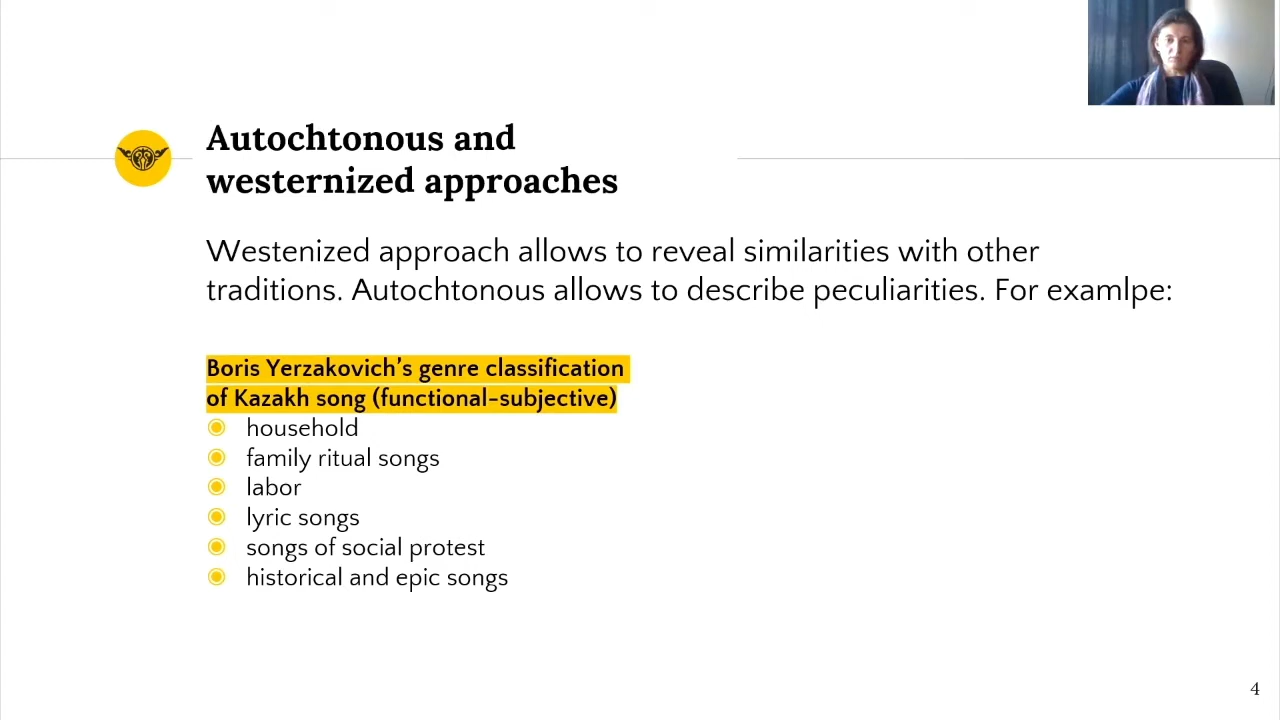 Autochtonous and
westernized approaches
Westenized approach allows to reveal similarities with other
traditions. Autochtonous allows to describe peculiarities. For examlpe:
Boris Yerzakovich’s genre classification
of Kazakh song (functional-subjective)
household
family ritual songs
labor
lyric songs
songs of social protest
historical and epic songs
4